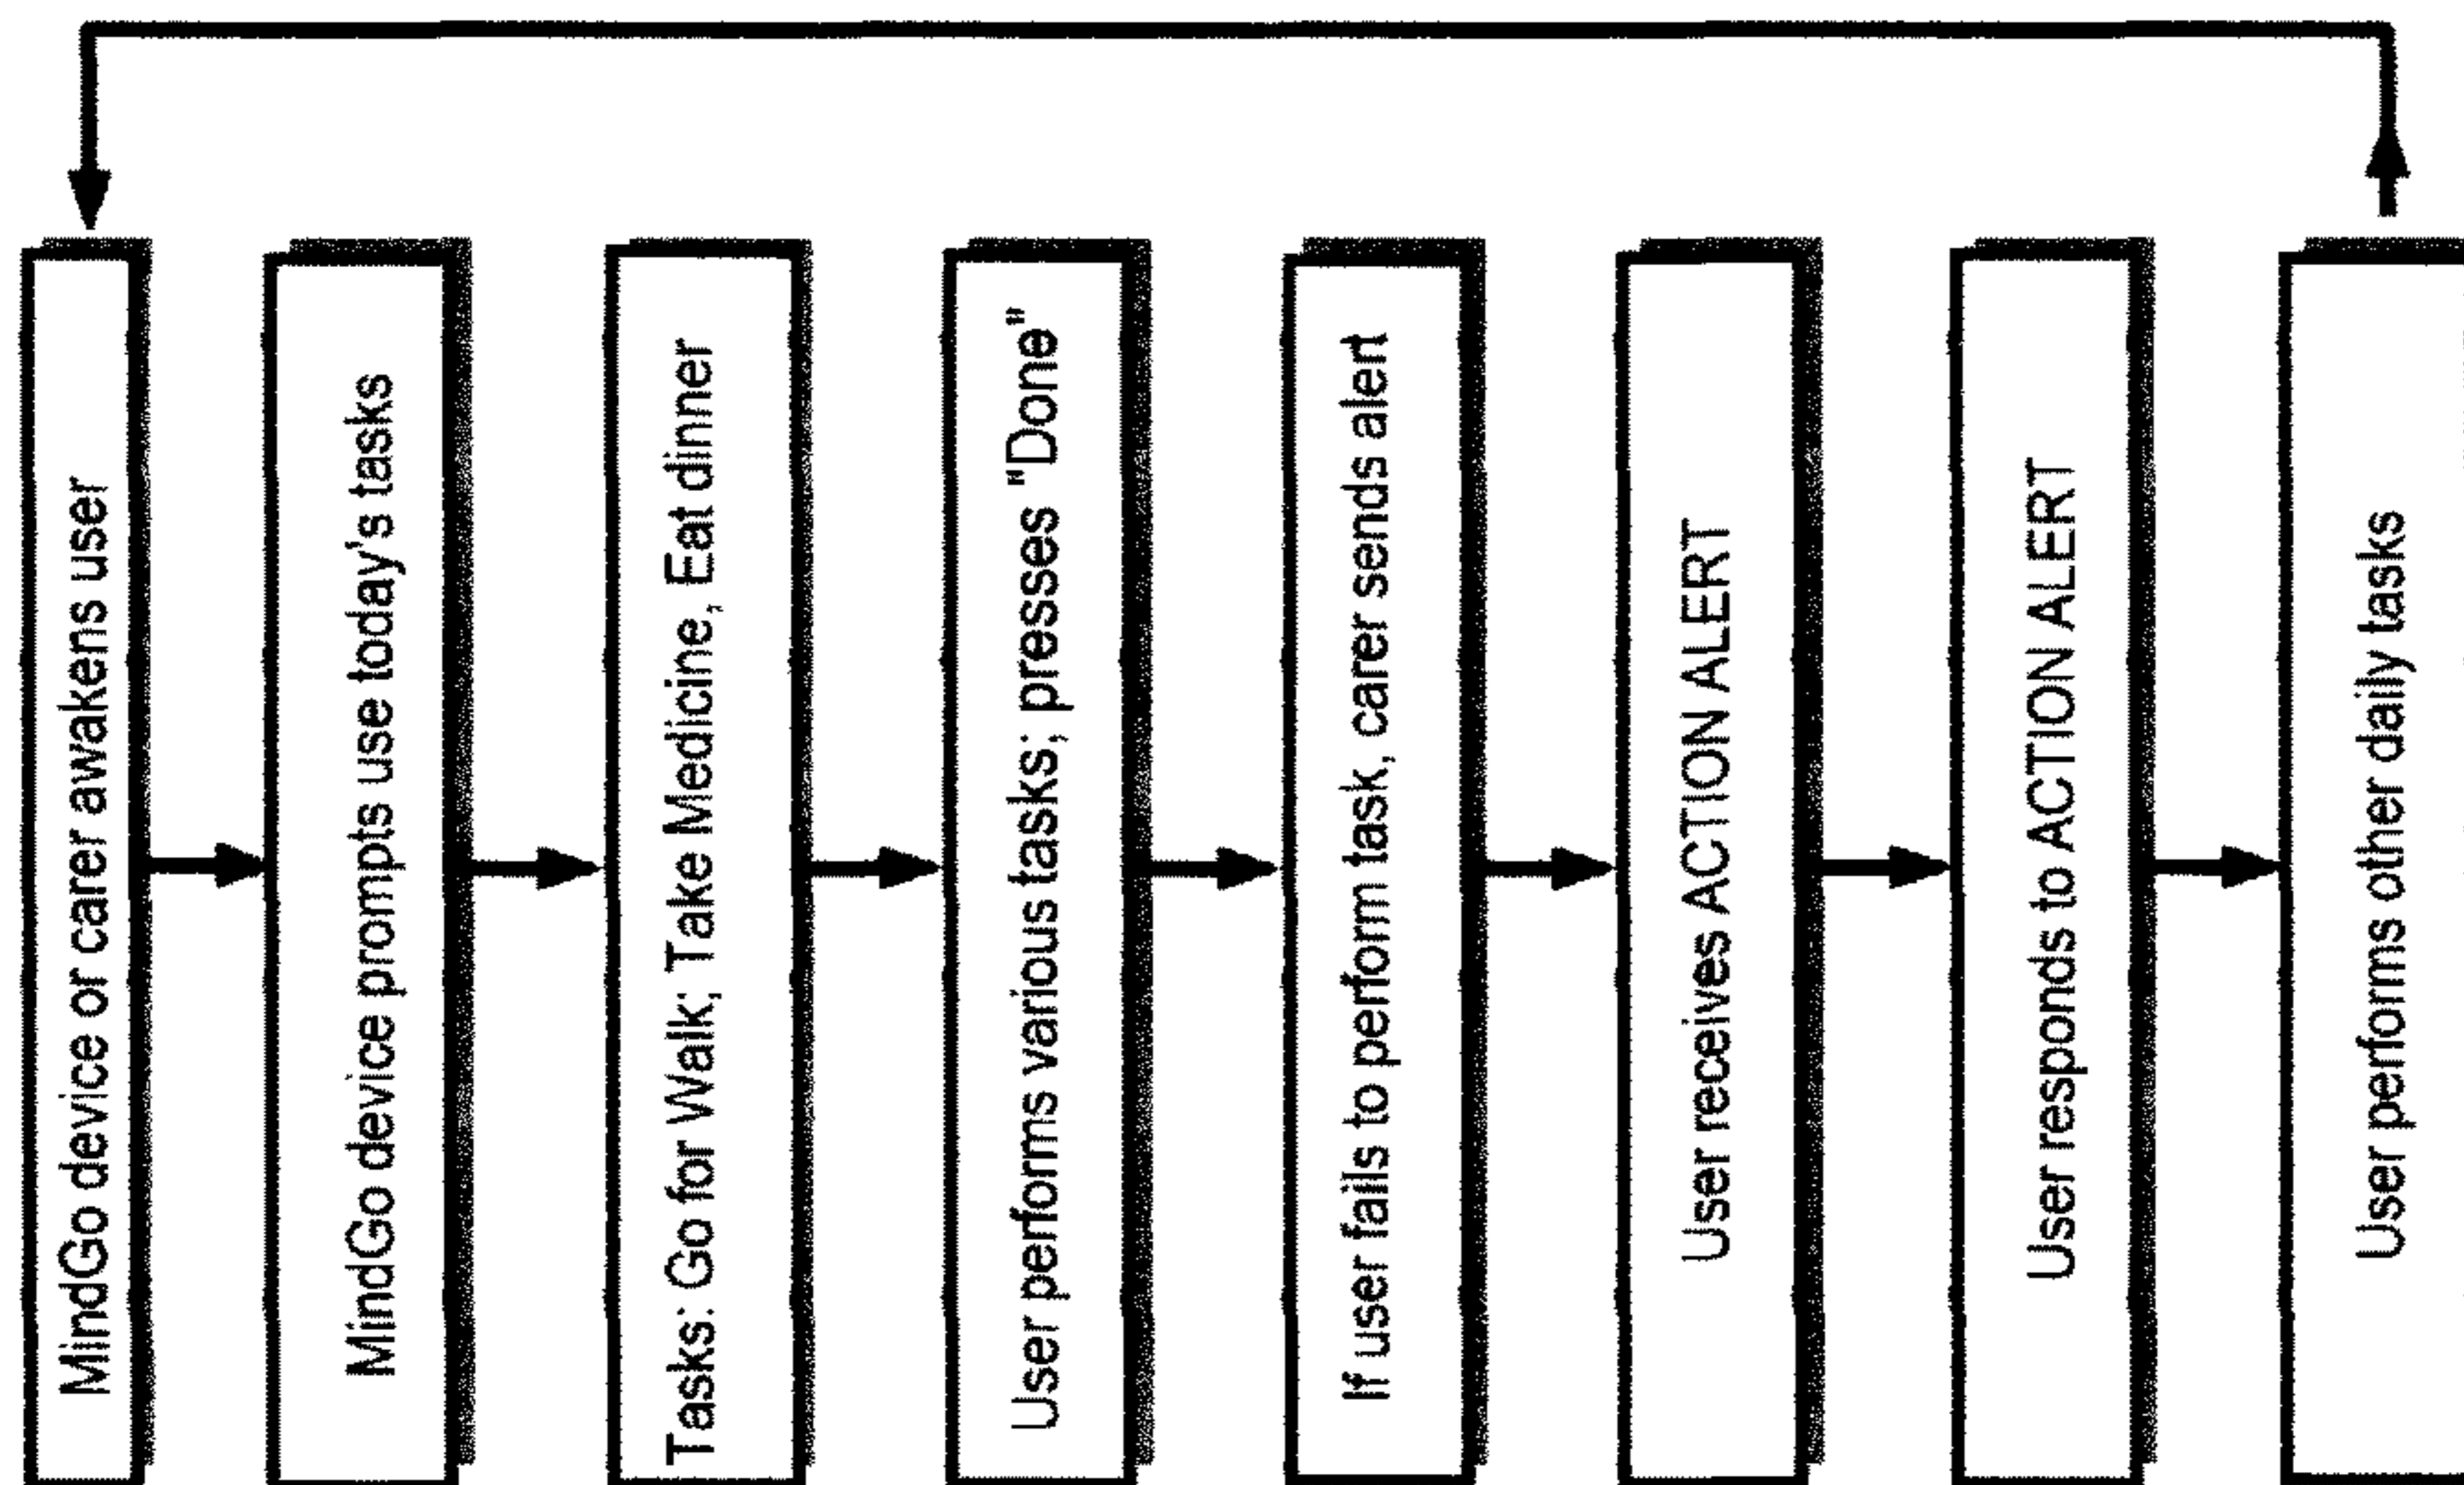 MindGo device or carer awakens user
MindGo device prompts use today's tasks
Tasks: Go for Walk; Take Medicine, Eat dinner
User performs various tasks; presses "Done"
If user fails to perform task, carer sends alert
User receives ACTION ALERT
User responds to ACTION ALERT
User performs other daily tasks